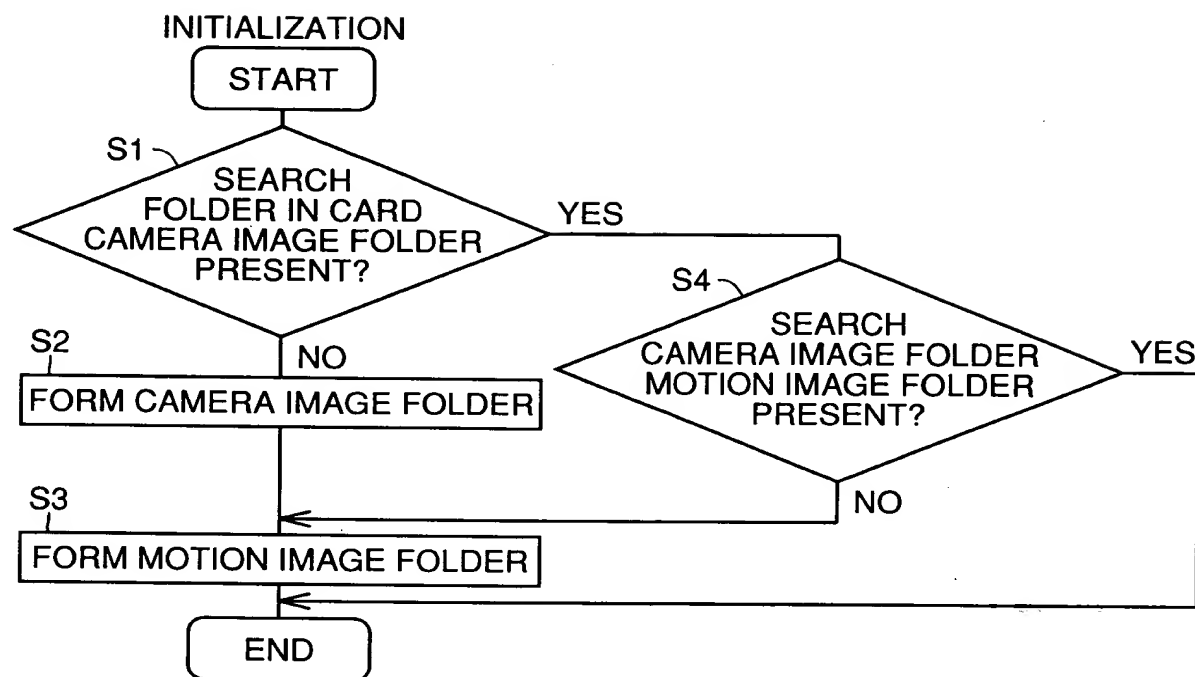 INITIALIZATION
START
S1
SEARCH
FOLDER IN CARD
CAMERA IMAGE FOLDER
PRESENT?
YES
S4
SEARCH
CAMERA IMAGE FOLDER
MOTION IMAGE FOLDER
PRESENT?
YES
NO
S2
FORM CAMERA IMAGE FOLDER
NO
S3
FORM MOTION IMAGE FOLDER
END